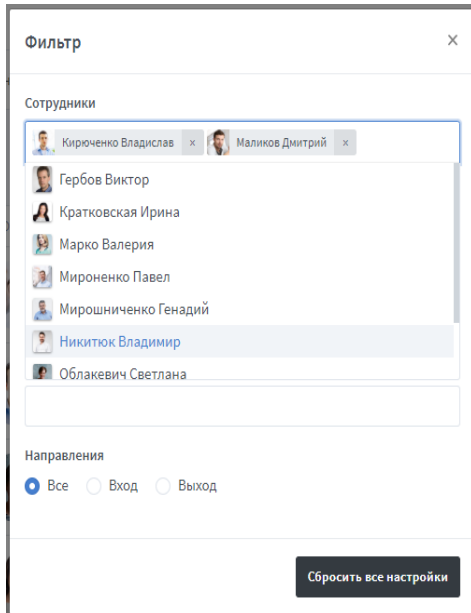 Фильтр ×
Сотрудники
Кирюченко Владислав × Маликов Дмитрий ×
Гербов Виктор
Кратковская Ирина
Марко Валерия
Мироненко Павел
Мирошниченко Генадий
Никитюк Владимир
Облакевич Светлана
Направления
Все Вход Выход
Сбросить все настройки